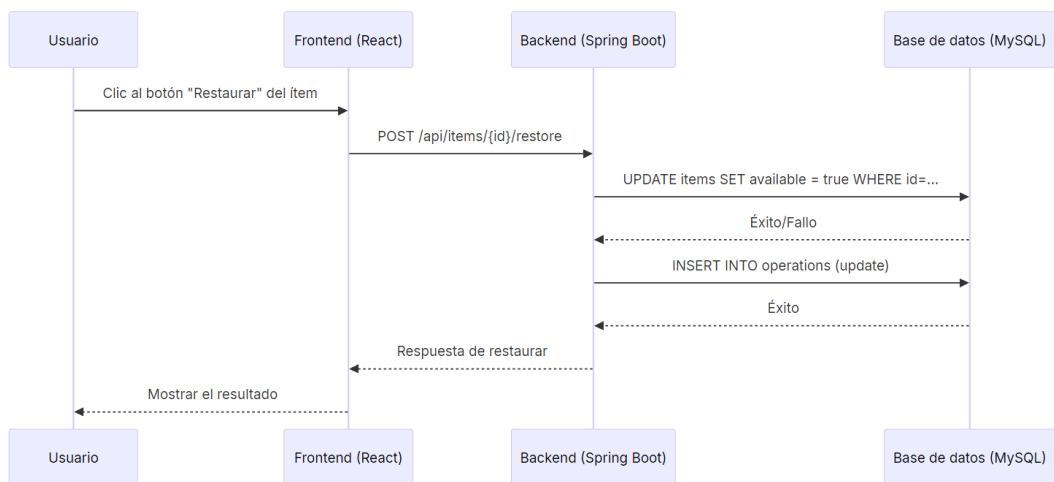 Usuario
Frontend (React)
Backend (Spring Boot)
Base de datos (MySQL)
Clic al botón "Restaurar" del ítem
POST /api/items/{id}/restore
UPDATE items SET available = true WHERE id=...
Éxito/Fallo
INSERT INTO operations (update)
Éxito
Respuesta de restaurar
Mostrar el resultado
Usuario
Frontend (React)
Backend (Spring Boot)
Base de datos (MySQL)